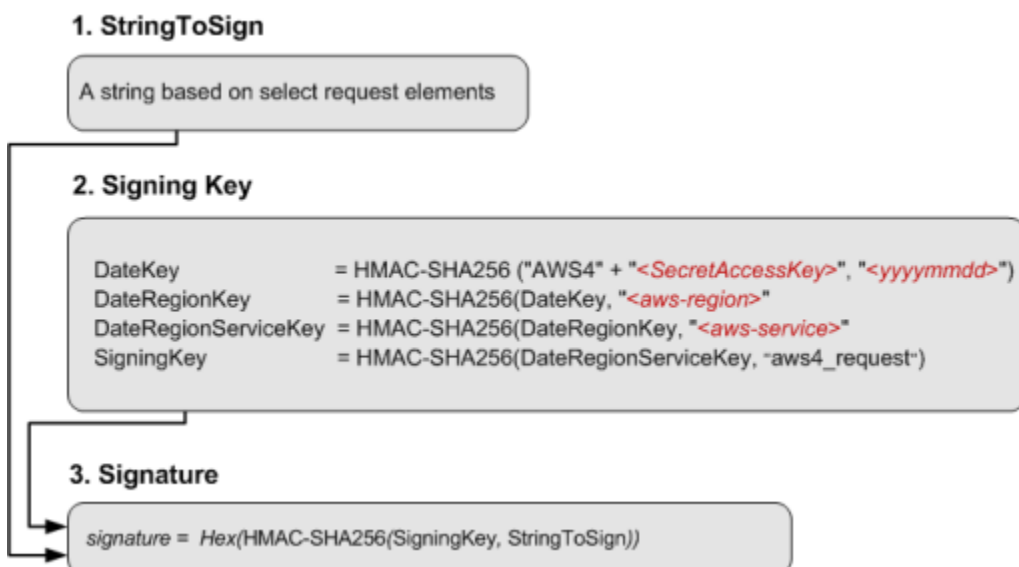 1. StringToSign
A string based on select request elements
2. Signing Key
DateKey = HMAC-SHA256 ("AWS4" + "<SecretAccessKey>", "<yyyymmdd>")
DateRegionKey = HMAC-SHA256(DateKey, "<aws-region>"
DateRegionServiceKey = HMAC-SHA256(DateRegionKey, "<aws-service>"
SigningKey = HMAC-SHA256(DateRegionServiceKey, "aws4_request")
3. Signature
signature = Hex(HMAC-SHA256(SigningKey, StringToSign))